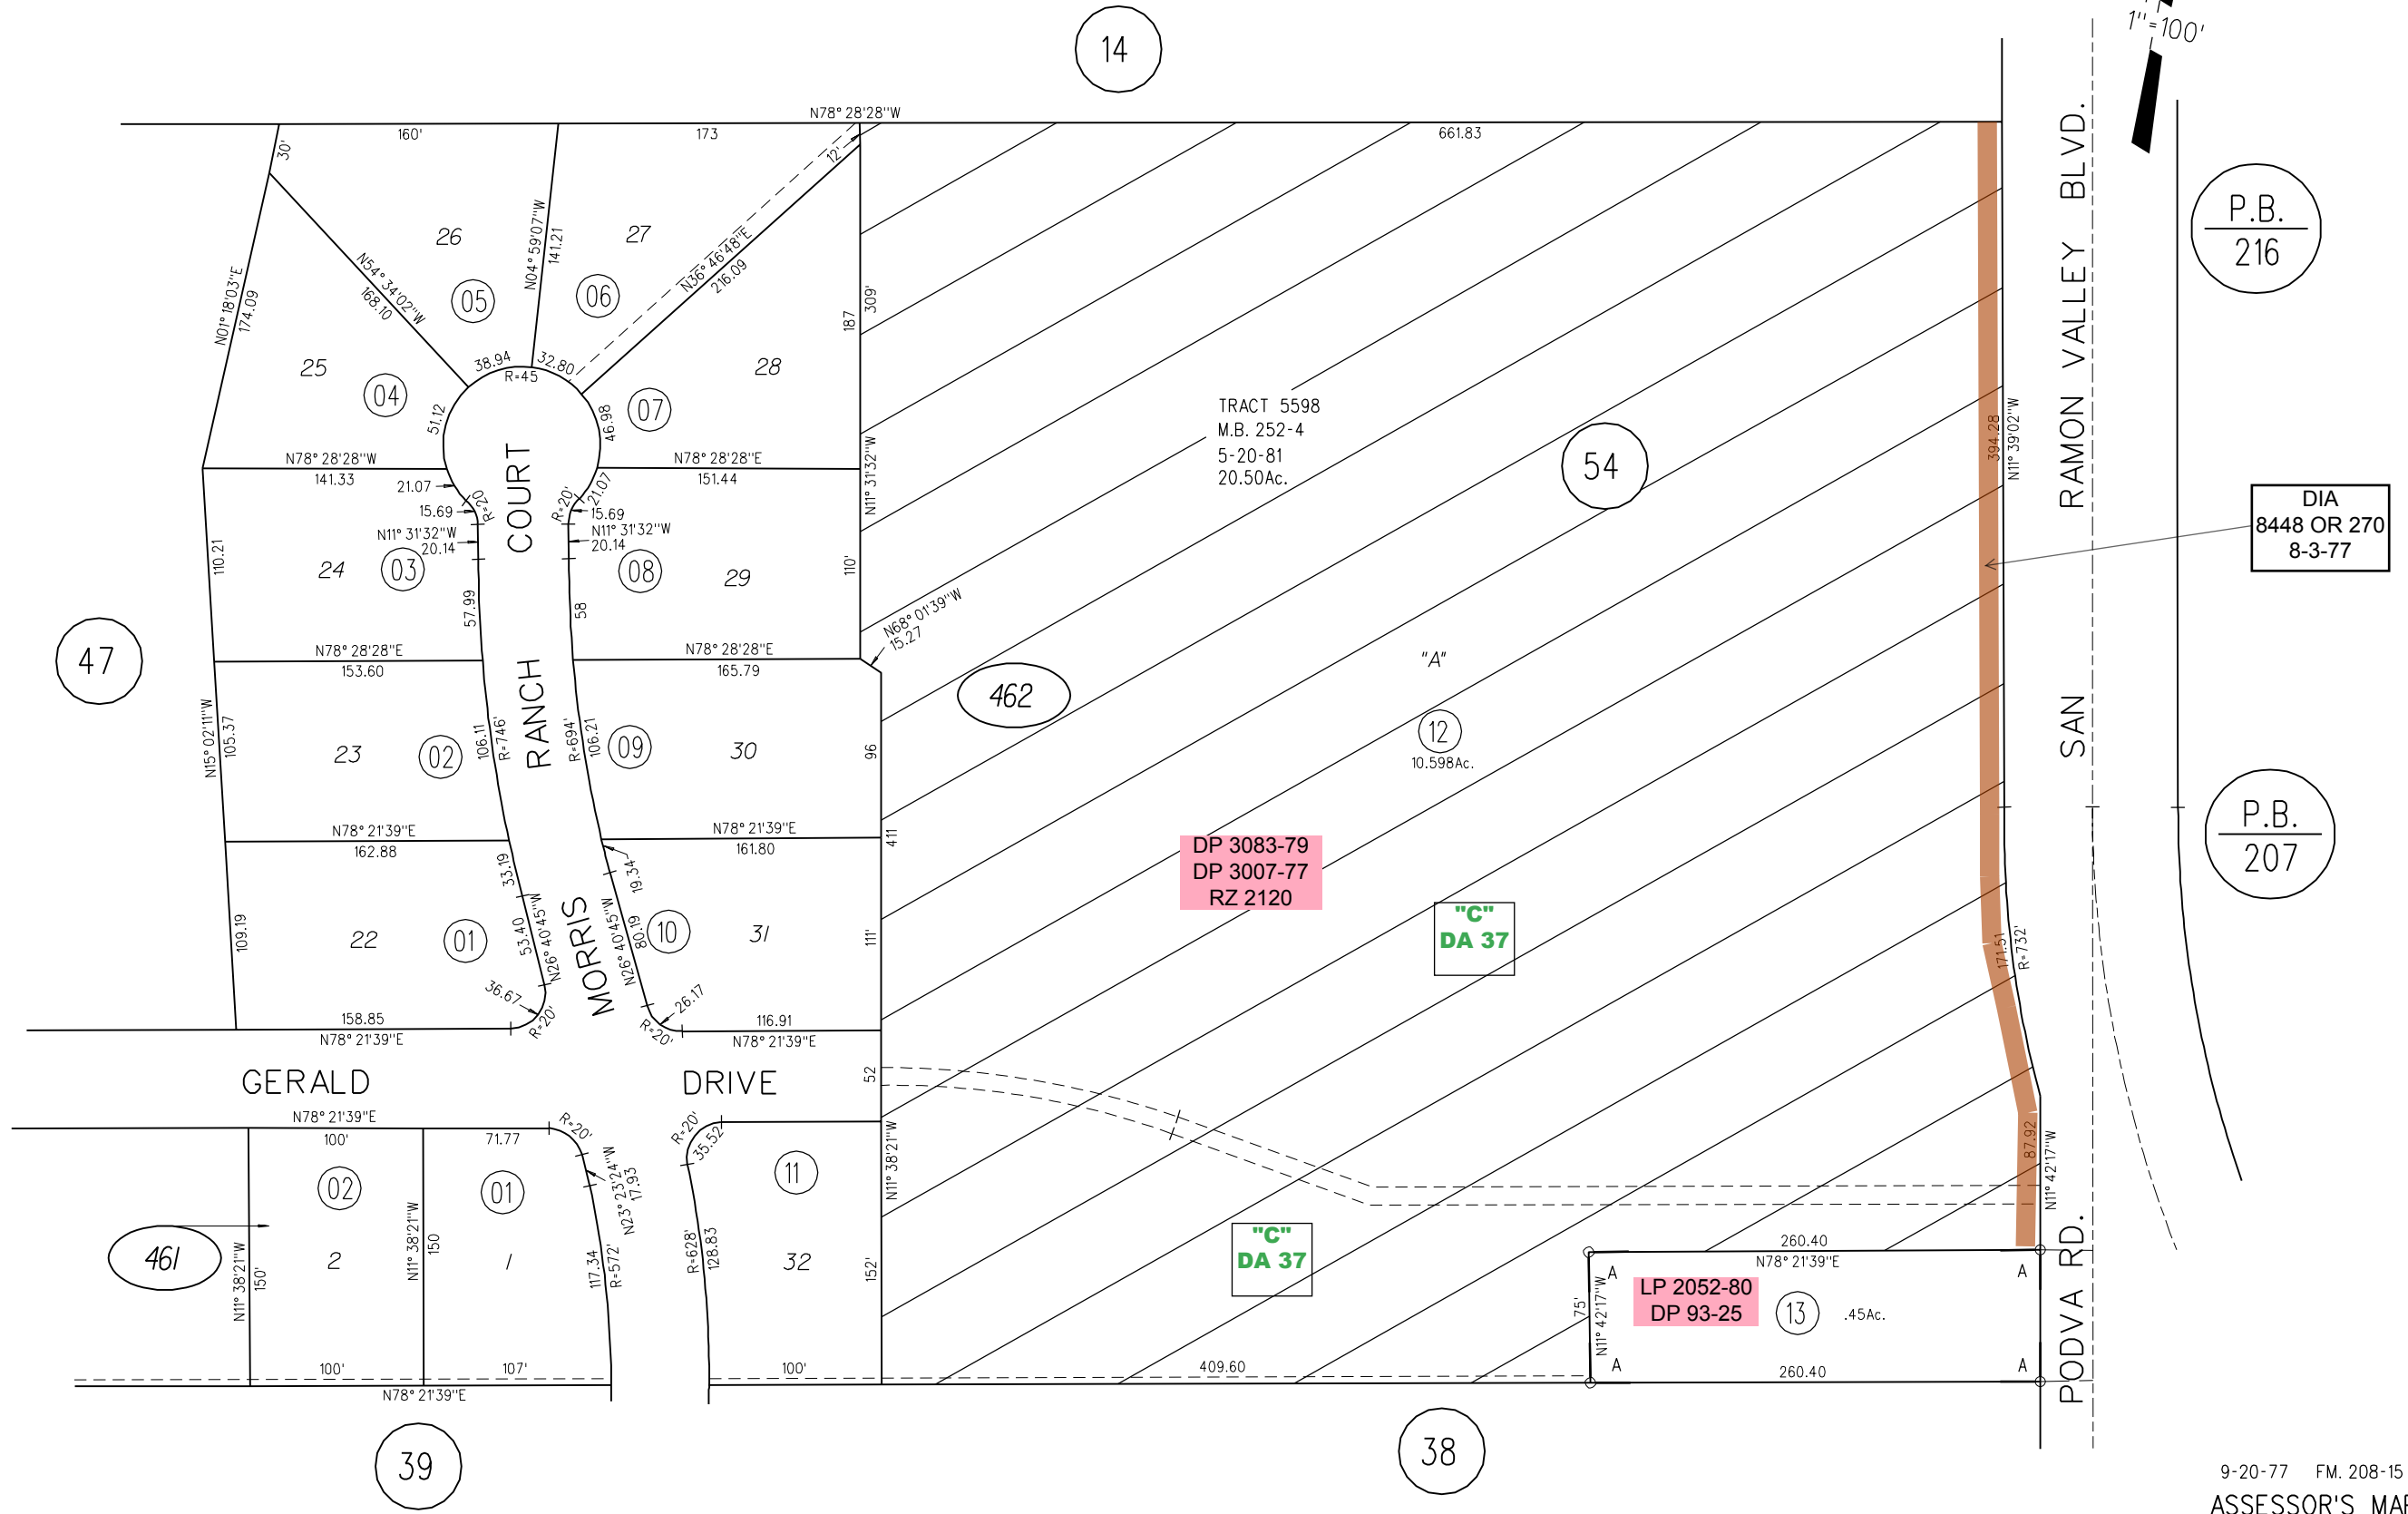 1"=100'
14
N78° 28'28"W
160'
173
661.83
30'
12'
26
27
N04° 59'07"W
141.21
N54° 34'02"W
168.10
N36° 46'48"E
216.09
05
06
N01° 18'03"E
174.09
187
309'
25
04
28
07
38.94
32.80
R=45
51.12
46.98
N78° 28'28"W
141.33
N78° 28'28"E
151.44
21.07
R=20'
15.69
N11° 31'32"W
20.14
R=20'
21.07
15.69
N11° 31'32"W
20.14
N11° 31'32"W
TRACT 5598
M.B. 252-4
5-20-81
20.50Ac.
54
394.28
N11° 39'02"W
SAN RAMON VALLEY BLVD.
P.B.
216
DIA
8448 OR 270
8-3-77
110.21
24
03
08
29
110'
57.99
58
N68° 01'39"W
15.27
47
N78° 28'28"E
153.60
N78° 28'28"E
165.79
"A"
462
12
10.598Ac.
N15° 02'11"W
105.37
23
02
106.11
R=746'
R=694'
106.21
09
30
96
MORRIS RANCH COURT
N78° 21'39"E
162.88
N78° 21'39"E
161.80
411
P.B.
207
DP 3083-79
DP 3007-77
RZ 2120
33.19
19.34
109.19
22
01
53.40
N26° 40'45"W
N26° 40'45"W
80.19
10
31
111'
"C"
DA 37
171.51
R=732'
36.67
R=20'
26.17
R=20'
158.85
N78° 21'39"E
116.91
N78° 21'39"E
GERALD DRIVE
52
N78° 21'39"E
100'
71.77
R=20'
R=20'
35.52
87.92
N11° 42'17"W
02
01
11
N23° 23'24"W
17.93
N11° 38'21"W
461
N11° 38'21"W
150'
2
N11° 38'21"W
150
1
117.34
R=572'
R=628'
128.83
32
152'
"C"
DA 37
260.40
N78° 21'39"E
75'
N11° 42'17"W
A
A
LP 2052-80
DP 93-25
13
.45Ac.
A
A
PODVA RD.
100'
107'
100'
409.60
260.40
N78° 21'39"E
39
38
9-20-77 FM. 208-15
ASSESSOR'S